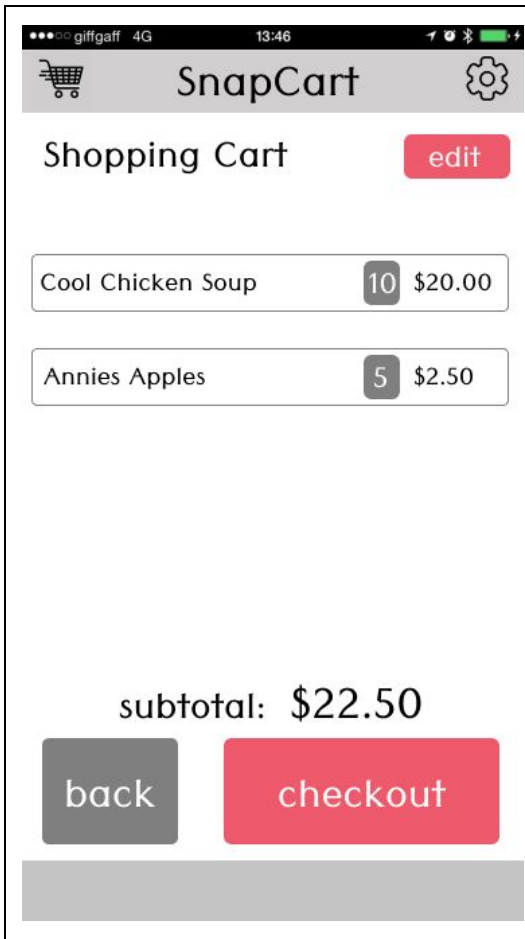 giffgaff 4G 13:46
SnapCart
Shopping Cart edit
Cool Chicken Soup 10 $20.00
Annies Apples 5 $2.50
subtotal: $22.50
back checkout